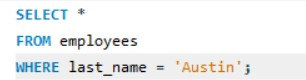 SELECT *
FROM employees
WHERE last_name = 'Austin';